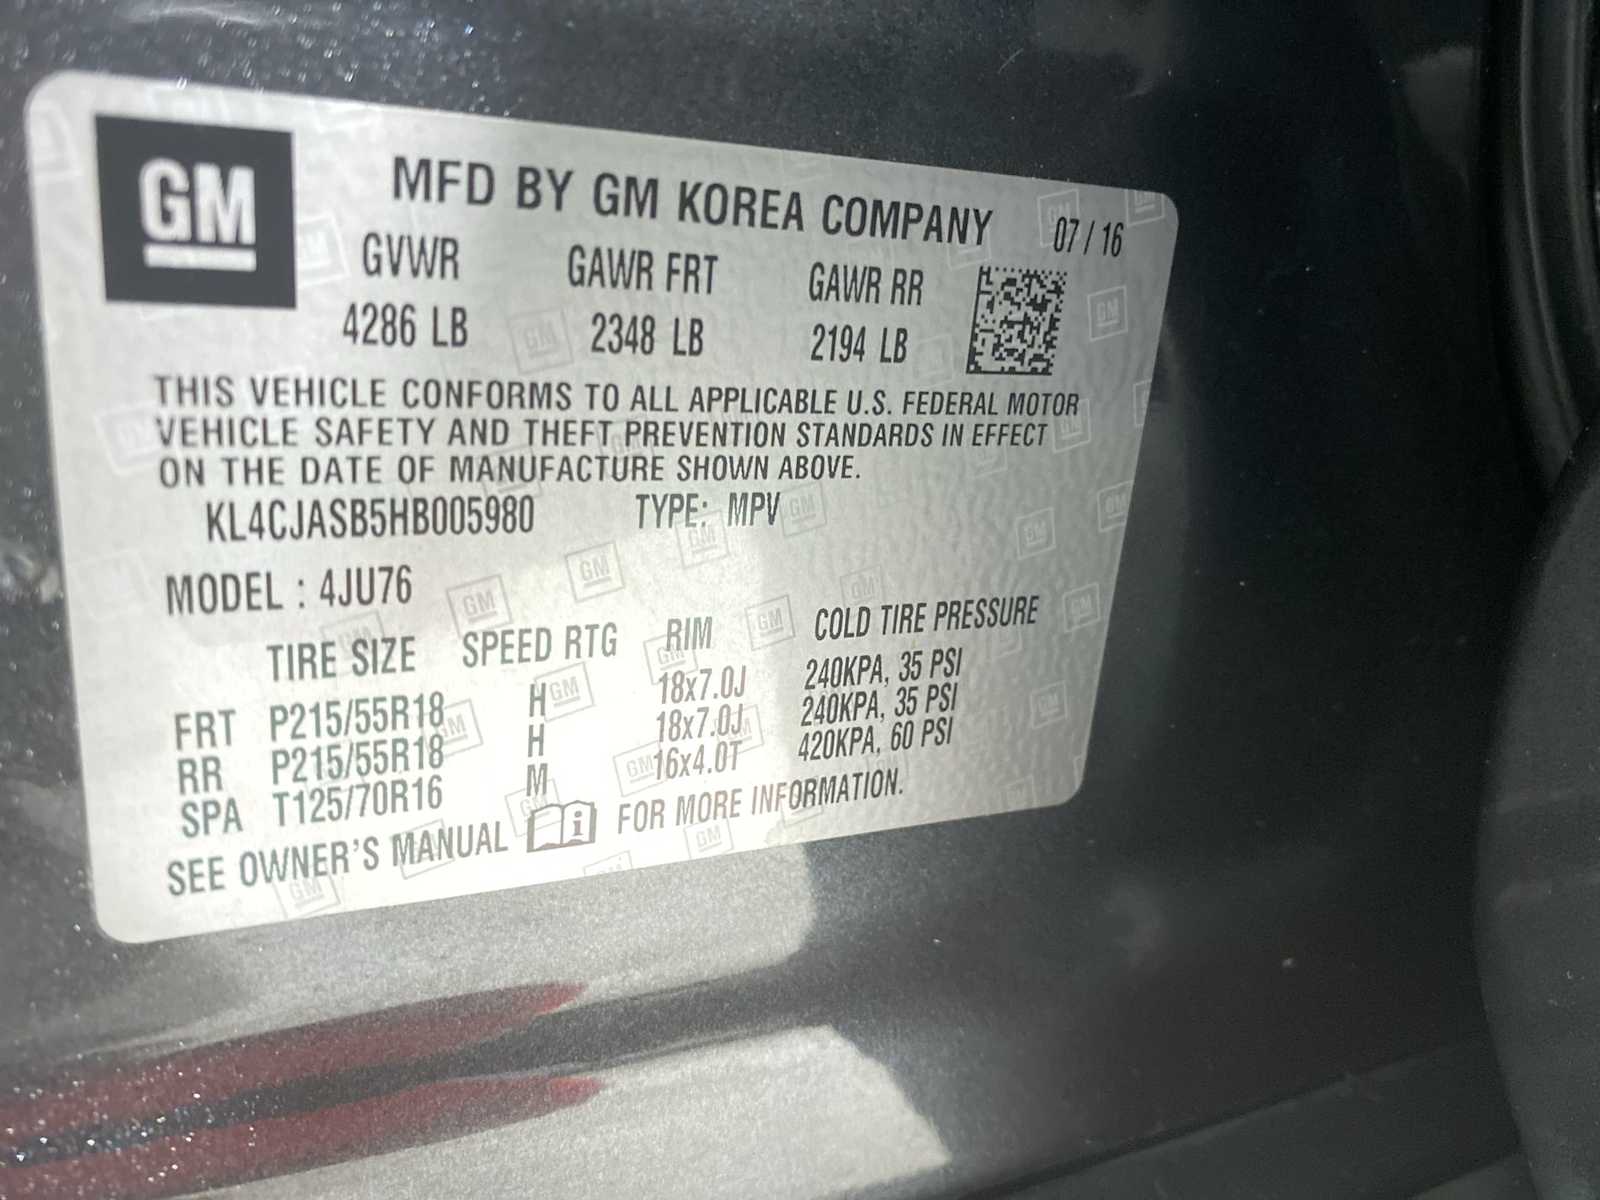 GM
MFD BY GM KOREA COMPANY
07 / 16
GVWR GAWR FRT GAWR RR
4286 LB 2348 LB 2194 LB
THIS VEHICLE CONFORMS TO ALL APPLICABLE U.S. FEDERAL MOTOR
VEHICLE SAFETY AND THEFT PREVENTION STANDARDS IN EFFECT
ON THE DATE OF MANUFACTURE SHOWN ABOVE.
KL4CJASB5HB005980 TYPE: MPV
MODEL : 4JU76
TIRE SIZE SPEED RTG RIM COLD TIRE PRESSURE
FRT P215/55R18 H 18x7.0J 240KPA, 35 PSI
RR P215/55R18 H 18x7.0J 240KPA, 35 PSI
SPA T125/70R16 M 16x4.0T 420KPA, 60 PSI
SEE OWNER'S MANUAL i FOR MORE INFORMATION.